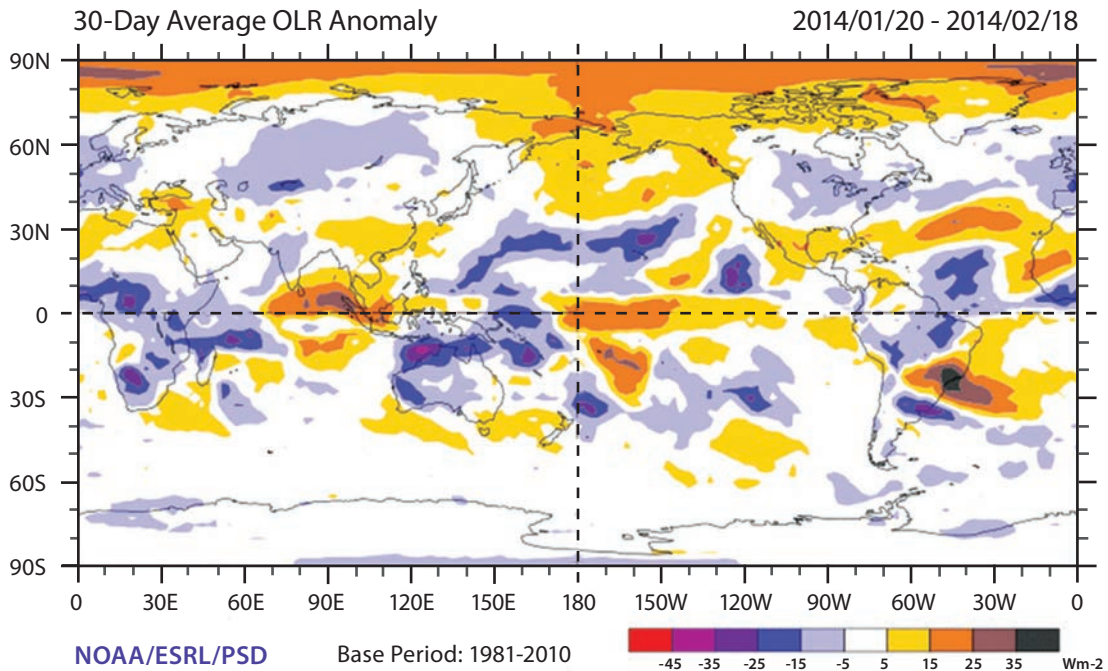 30-Day Average OLR Anomaly 2014/01/20 - 2014/02/18
90N
60N
30N
0
30S
60S
90S
0 30E 60E 90E 120E 150E 180 150W 120W 90W 60W 30W 0
NOAA/ESRL/PSD Base Period: 1981-2010
-45 -35 -25 -15 -5 5 15 25 35 Wm-2